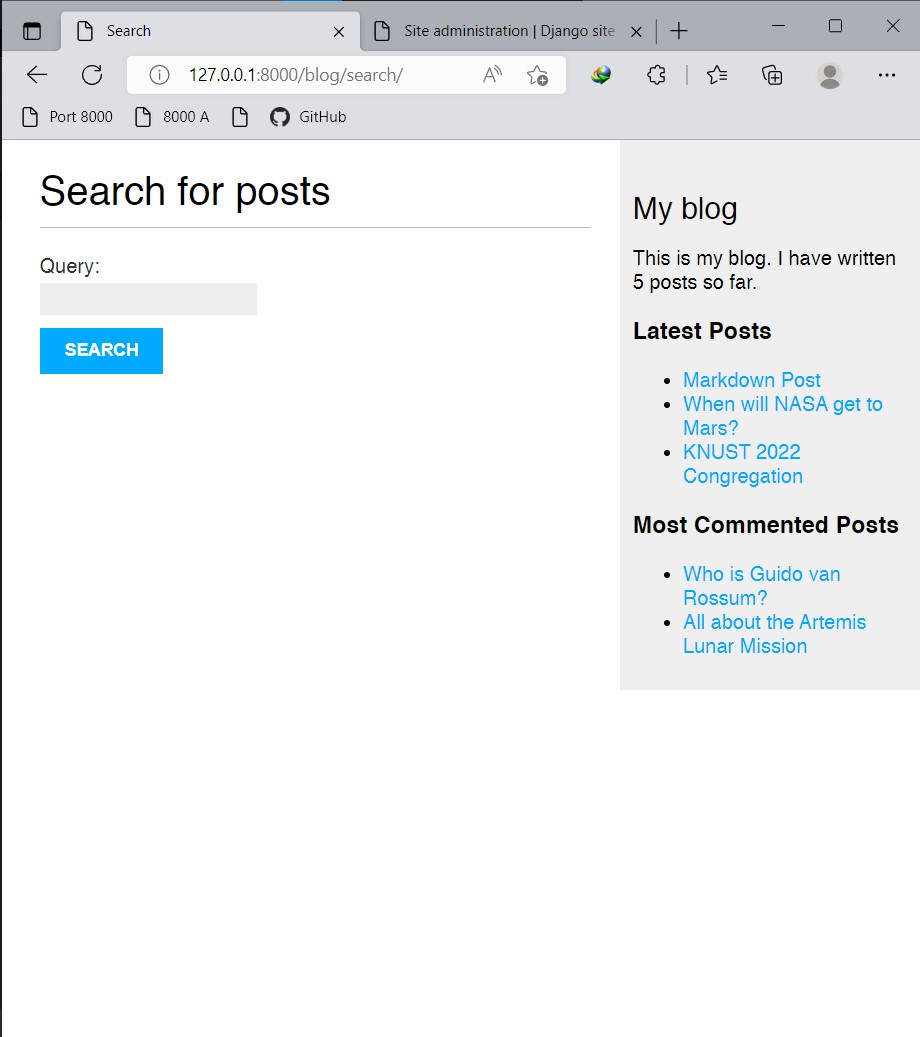 Search
Site administration | Django site
127.0.0.1:8000/blog/search/
Port 8000
8000 A
GitHub
Search for posts
Query:
SEARCH
My blog
This is my blog. I have written
5 posts so far.
Latest Posts
Markdown Post
When will NASA get to
Mars?
KNUST 2022
Congregation
Most Commented Posts
Who is Guido van
Rossum?
All about the Artemis
Lunar Mission